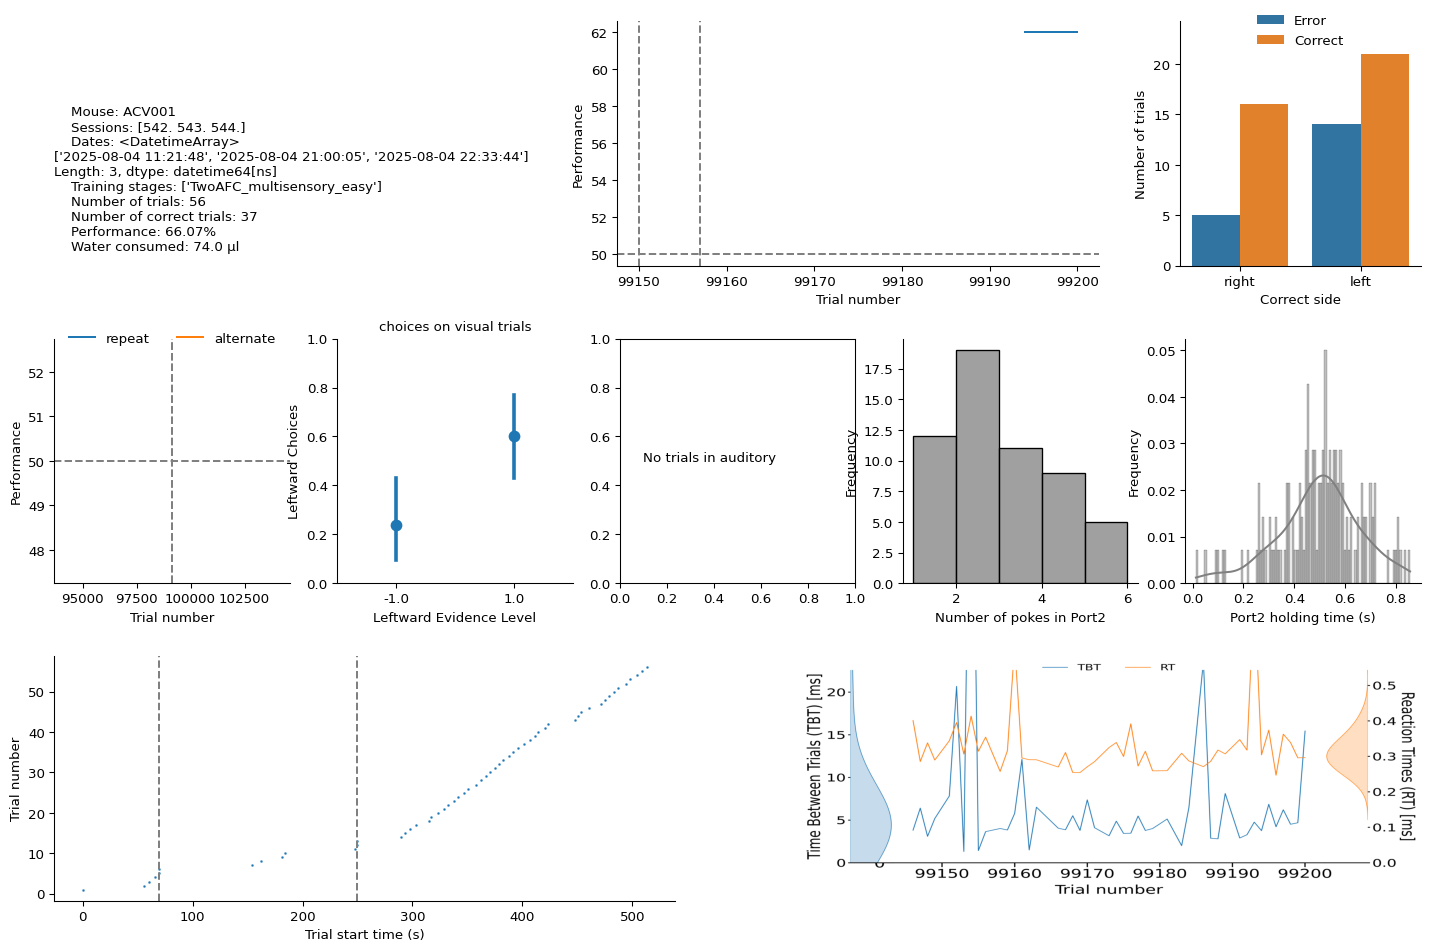 Mouse: ACV001
Sessions: [542. 543. 544.]
Dates: <DatetimeArray>
['2025-08-04 11:21:48', '2025-08-04 21:00:05', '2025-08-04 22:33:44']
Length: 3, dtype: datetime64[ns]
Training stages: ['TwoAFC_multisensory_easy']
Number of trials: 56
Number of correct trials: 37
Performance: 66.07%
Water consumed: 74.0 µl
Performance
62
60
58
56
54
52
50
99150 99160 99170 99180 99190 99200
Trial number
Error
Correct
Number of trials
20
15
10
5
0
right left
Correct side
repeat alternate
Performance
52
51
50
49
48
95000 97500 100000 102500
Trial number
choices on visual trials
Leftward Choices
1.0
0.8
0.6
0.4
0.2
0.0
-1.0 1.0
Leftward Evidence Level
1.0
0.8
0.6
0.4
0.2
0.0
No trials in auditory
0.0 0.2 0.4 0.6 0.8 1.0
Frequency
17.5
15.0
12.5
10.0
7.5
5.0
2.5
0.0
2 4 6
Number of pokes in Port2
Frequency
0.05
0.04
0.03
0.02
0.01
0.00
0.0 0.2 0.4 0.6 0.8
Port2 holding time (s)
Trial number
50
40
30
20
10
0
0 100 200 300 400 500
Trial start time (s)
TBT RT
Time Between Trials (TBT) [ms]
20
15
10
5
0
0
99150 99160 99170 99180 99190 99200
Trial number
0.5
0.4
0.3
0.2
0.1
0.0
Reaction Times (RT) [ms]